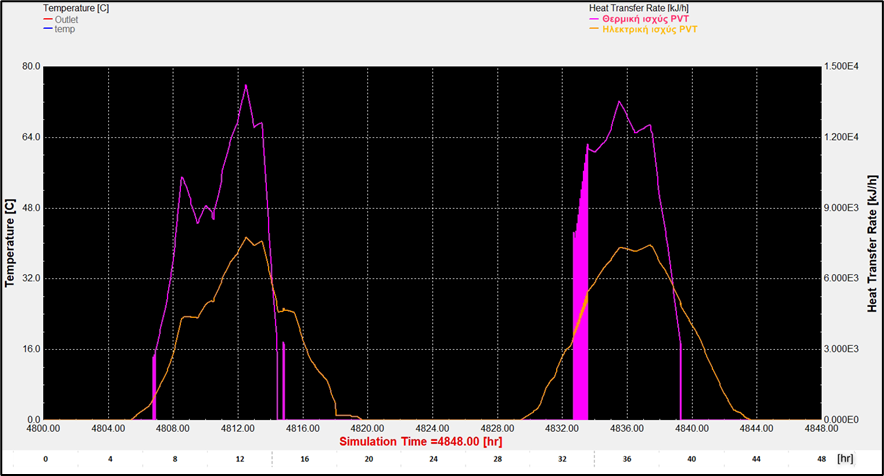 Temperature [C]
Heat Transfer Rate [kJ/h]
Outlet
Θερμική ισχύς PVT
temp
Ηλεκτρική ισχύς PVT
80.0
1.500E4
64.0
1.200E4
48.0
9.000E3
32.0
6.000E3
16.0
3.000E3
0.0
0.000E0
Temperature [C]
Heat Transfer Rate [kJ/h]
4800.00 4804.00 4808.00 4812.00 4816.00 4820.00 4824.00 4828.00 4832.00 4836.00 4840.00 4844.00 4848.00
Simulation Time =4848.00 [hr]
0 4 8 12 16 20 24 28 32 36 40 44 48 [hr]